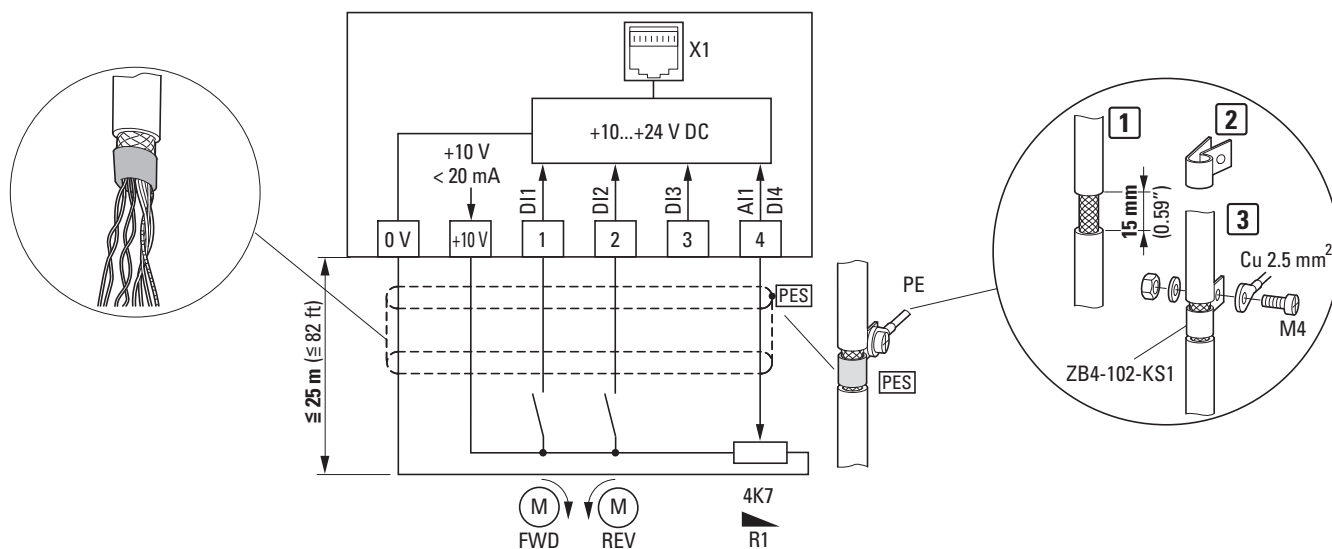 X1
+10...+24 V DC
+10 V
< 20 mA
DI1
DI2
DI3
AI1
DI4
0 V
+10 V
1
2
3
4
≦ 25 m (≦ 82 ft)
PES
PE
PES
M
FWD
M
REV
4K7
R1
1
2
3
15 mm
(0.59″)
Cu 2.5 mm²
M4
ZB4-102-KS1